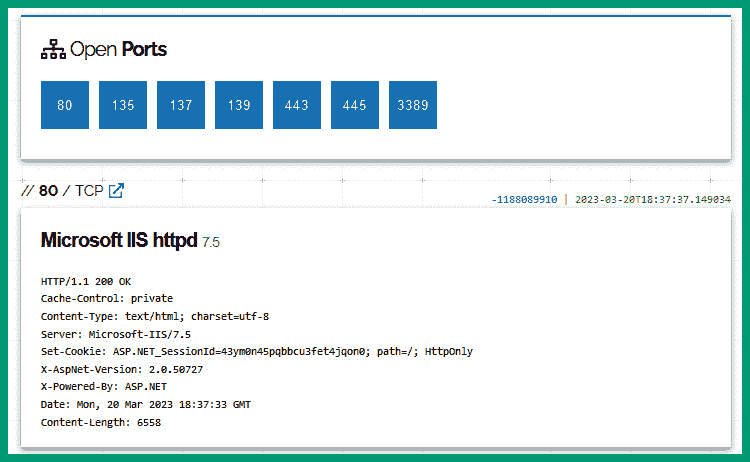 Open Ports
80 135 137 139 443 445 3389
// 80 / TCP
-1188089910 | 2023-03-20T18:37:37.149034
Microsoft IIS httpd 7.5
HTTP/1.1 200 OK
Cache-Control: private
Content-Type: text/html; charset=utf-8
Server: Microsoft-IIS/7.5
Set-Cookie: ASP.NET_SessionId=43ym0n45pqbbcu3fet4jqon0; path=/; HttpOnly
X-AspNet-Version: 2.0.50727
X-Powered-By: ASP.NET
Date: Mon, 20 Mar 2023 18:37:33 GMT
Content-Length: 6558